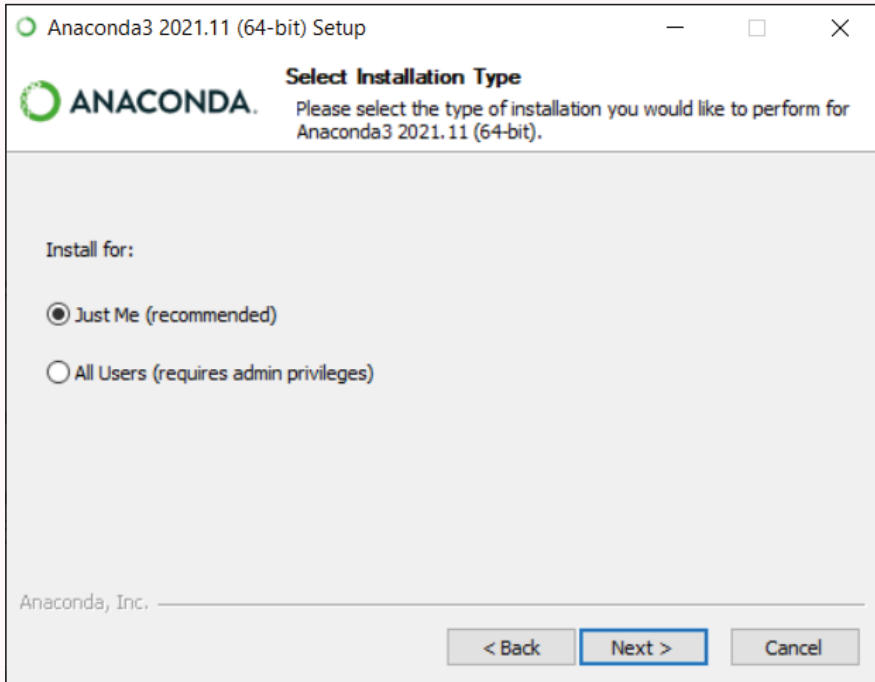 Anaconda3 2021.11 (64-bit) Setup
ANACONDA.
Select Installation Type
Please select the type of installation you would like to perform for
Anaconda3 2021.11 (64-bit).
Install for:
Just Me (recommended)
All Users (requires admin privileges)
Anaconda, Inc.
< Back Next > Cancel